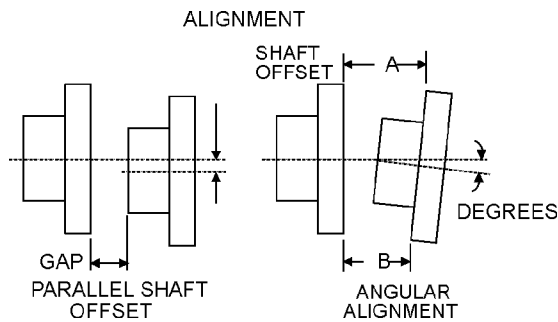 ALIGNMENT
SHAFT
OFFSET
A
DEGREES
GAP
B
PARALLEL SHAFT
OFFSET
ANGULAR
ALIGNMENT